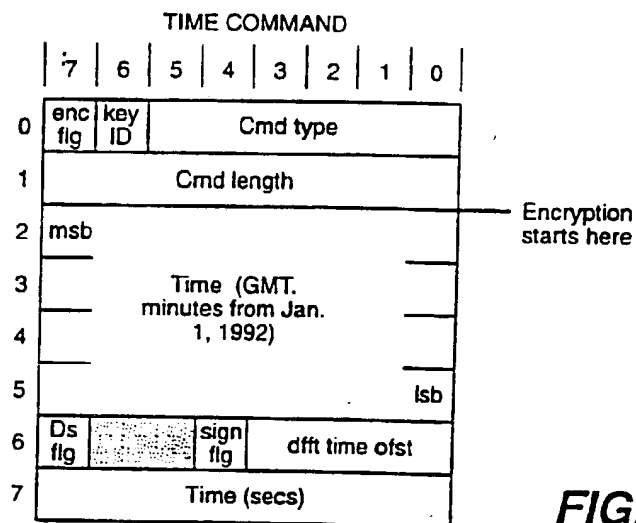 TIME COMMAND
7 6 5 4 3 2 1 0
0 enc flg key ID Cmd type
1 Cmd length
Encryption starts here
2 msb
3 Time (GMT.
minutes from Jan.
4 1, 1992)
5 lsb
6 Ds flg sign flg dfft time ofst
7 Time (secs)
FIG.